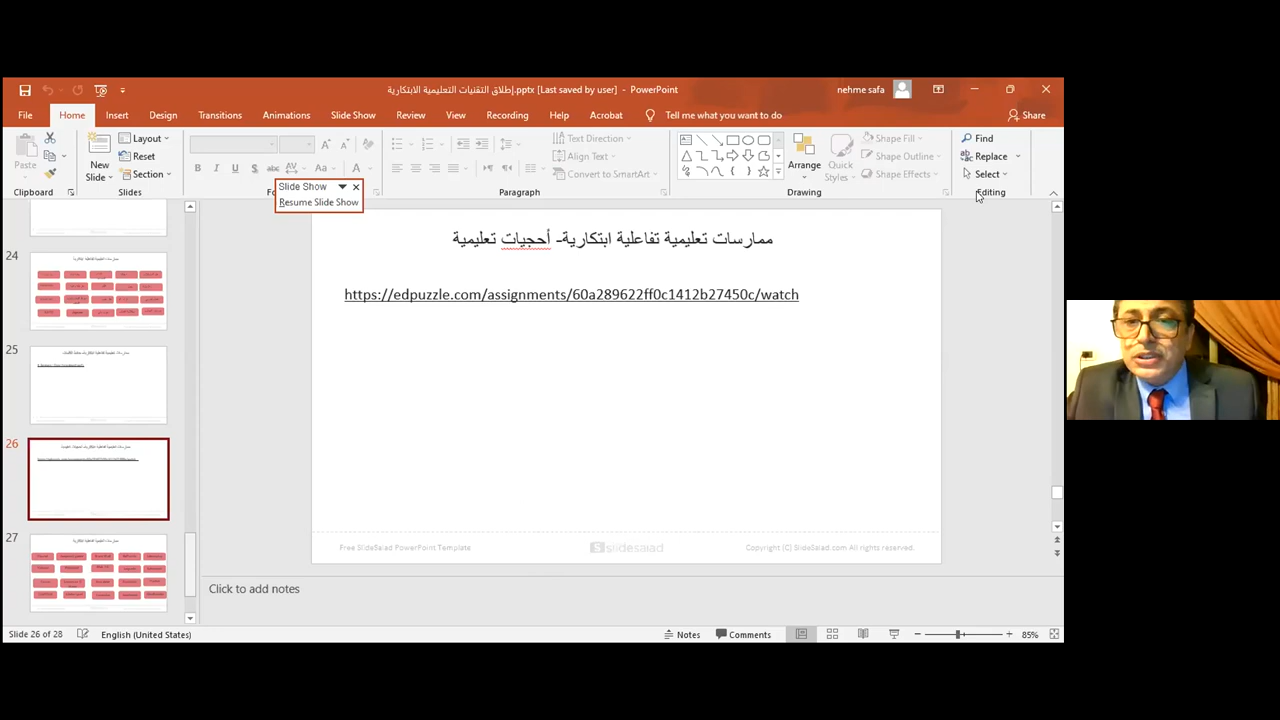 إطلاق التقنيات التعليمية الابتكارية.pptx [Last saved by user] - PowerPoint
nehme safa
File Home Insert Design Transitions Animations Slide Show Review View Recording Help Acrobat Tell me what you want to do Share
Paste
New Slide
Layout
Reset
Section
Text Direction
Align Text
Convert to SmartArt
Arrange
Quick Styles
Shape Fill
Shape Outline
Shape Effects
Find
Replace
Select
Clipboard Slides Paragraph Drawing Editing
Slide Show
Resume Slide Show
24
25
26
27
ممارسات تعليمية تفاعلية ابتكارية- أحجيات تعليمية
https://edpuzzle.com/assignments/60a289622ff0c1412b27450c/watch
Free SlideSalad PowerPoint Template
slidesalad
Copyright (C) SlideSalad.com All rights reserved.
Click to add notes
Slide 26 of 28 English (United States) Notes Comments 85%